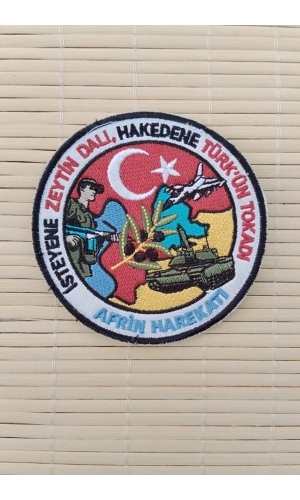 İSTEYENE ZEYTİN DALI, HAKEDENE TÜRK'ÜN TOKADI
AFRİN HAREKATI